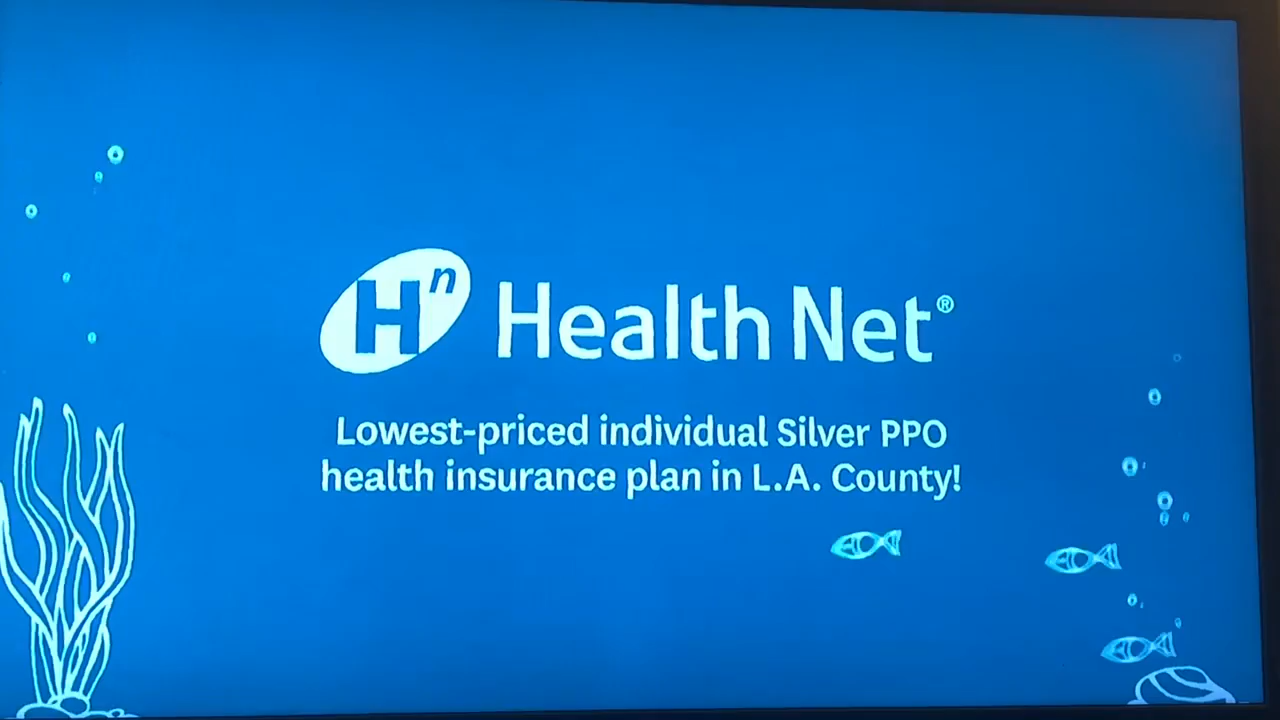 Hn Health Net®
Lowest-priced individual Silver PPO
health insurance plan in L.A. County!